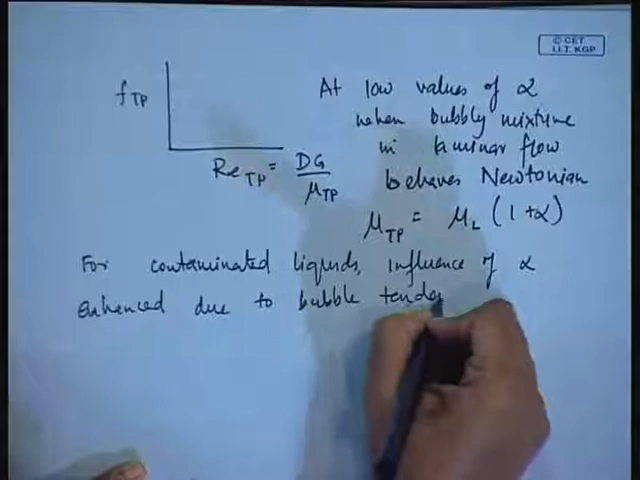 © CET
I.I.T. KGP
f_TP
Re_TP = DG / μ_TP
At low values of α
when bubbly mixture
in laminar flow
behaves Newtonian
μ_TP = μ_L (1 + α)
For contaminated liquids, influence of α
enhanced due to bubble tende